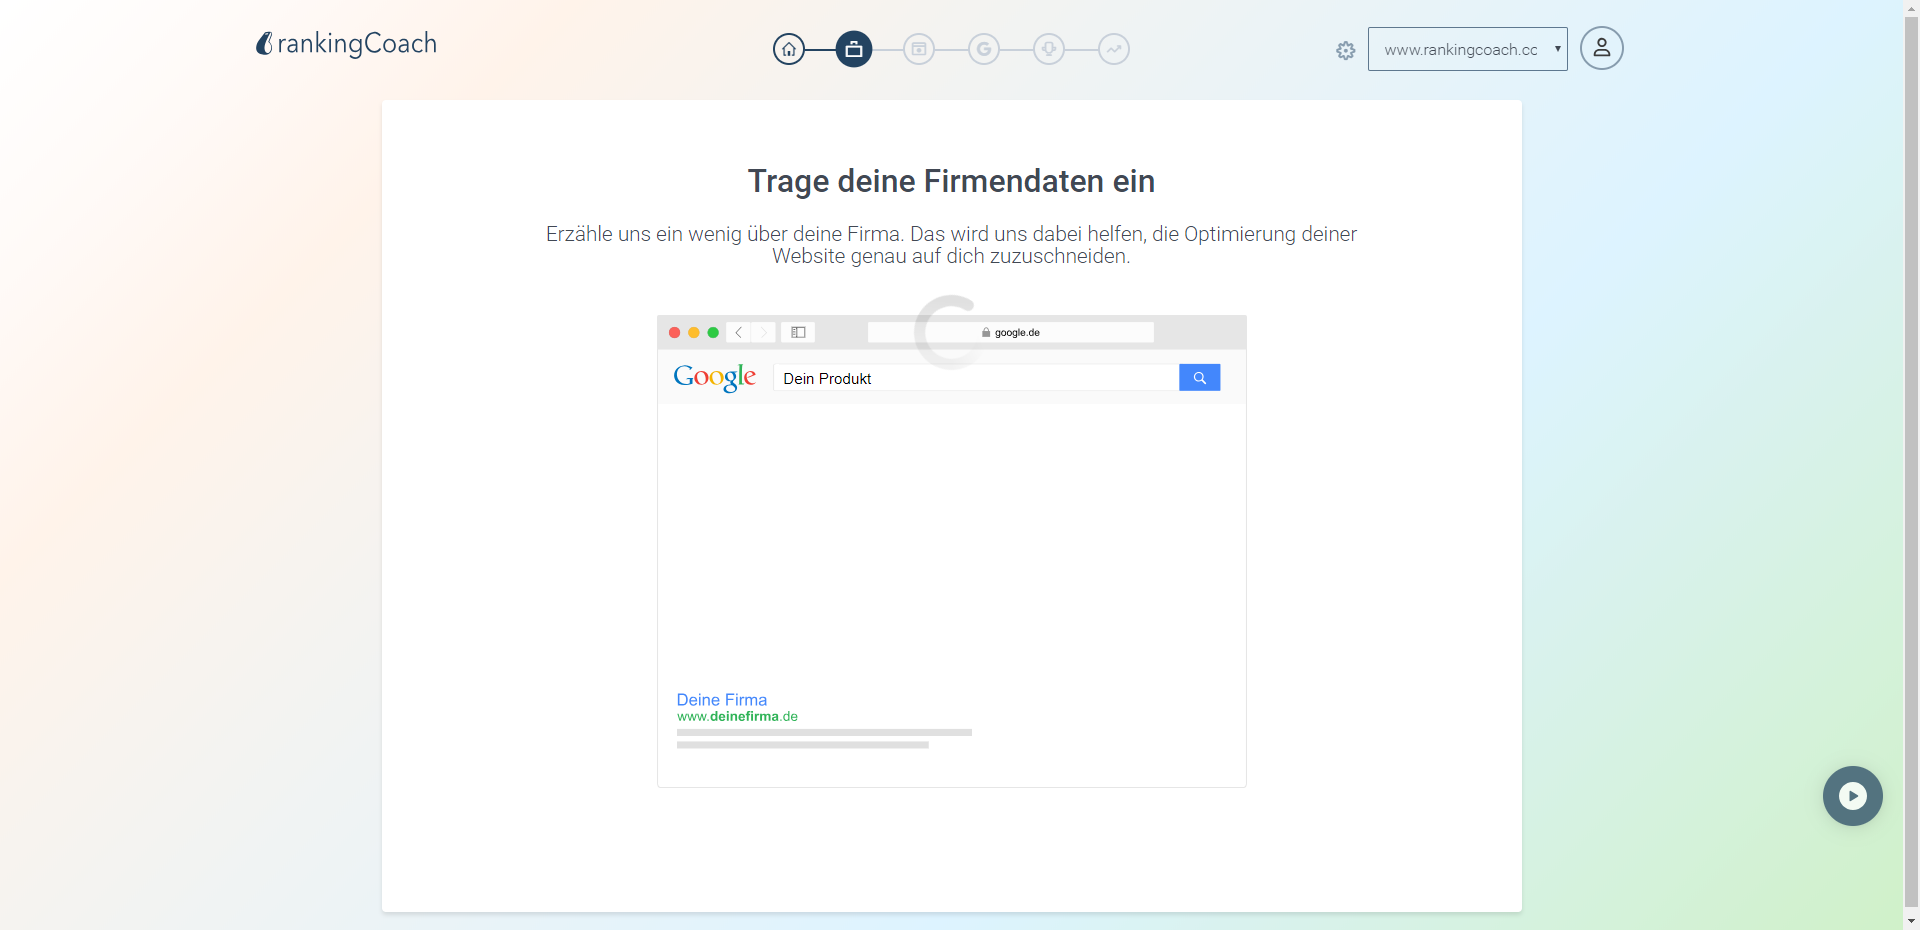 rankingCoach
www.rankingcoach.cc
Trage deine Firmendaten ein
Erzähle uns ein wenig über deine Firma. Das wird uns dabei helfen, die Optimierung deiner
Website genau auf dich zuzuschneiden.
google.de
Google
Dein Produkt
Deine Firma
www.deinefirma.de